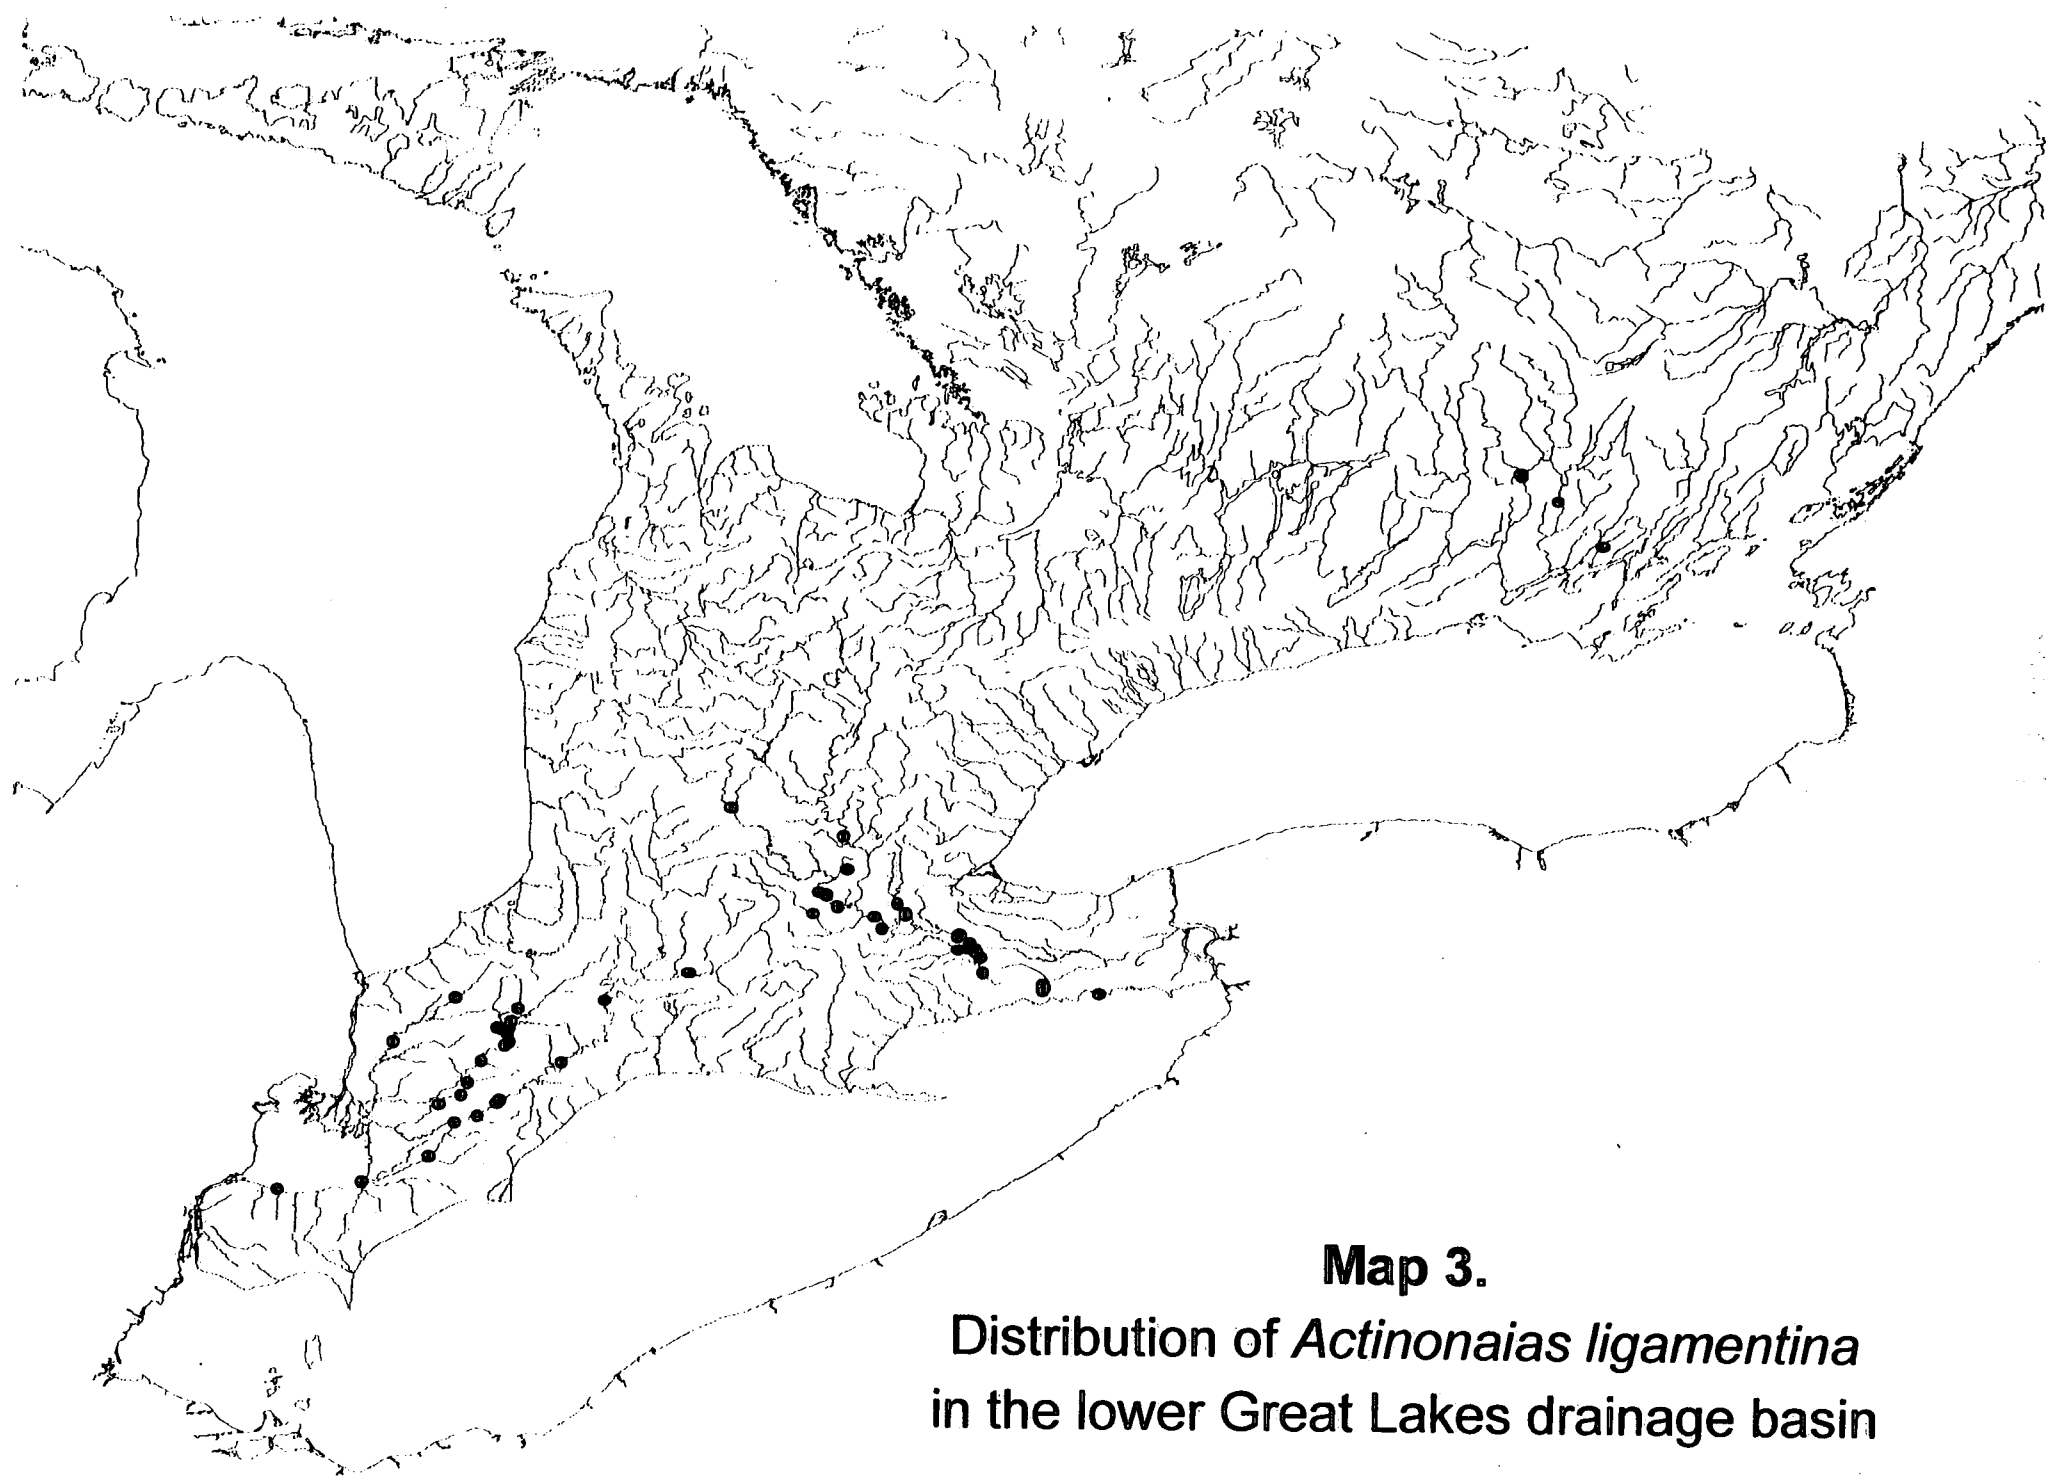 Map 3.
Distribution of Actinonaias ligamentina
in the lower Great Lakes drainage basin